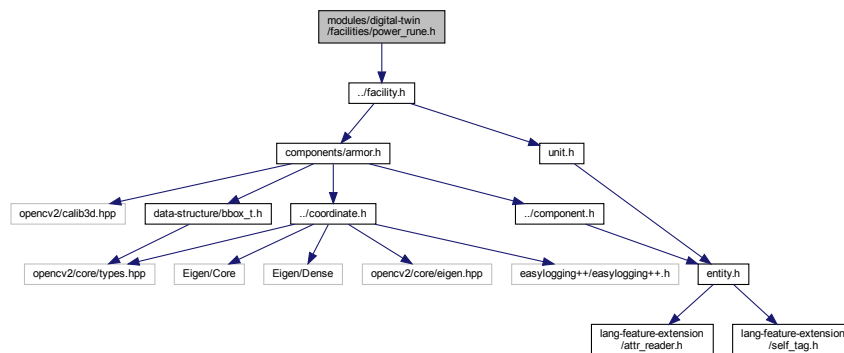 modules/digital-twin
/facilities/power_rune.h
../facility.h
components/armor.h
unit.h
opencv2/calib3d.hpp
data-structure/bbox_t.h
../coordinate.h
../component.h
opencv2/core/types.hpp
Eigen/Core
Eigen/Dense
opencv2/core/eigen.hpp
easylogging++/easylogging++.h
entity.h
lang-feature-extension
/attr_reader.h
lang-feature-extension
/self_tag.h